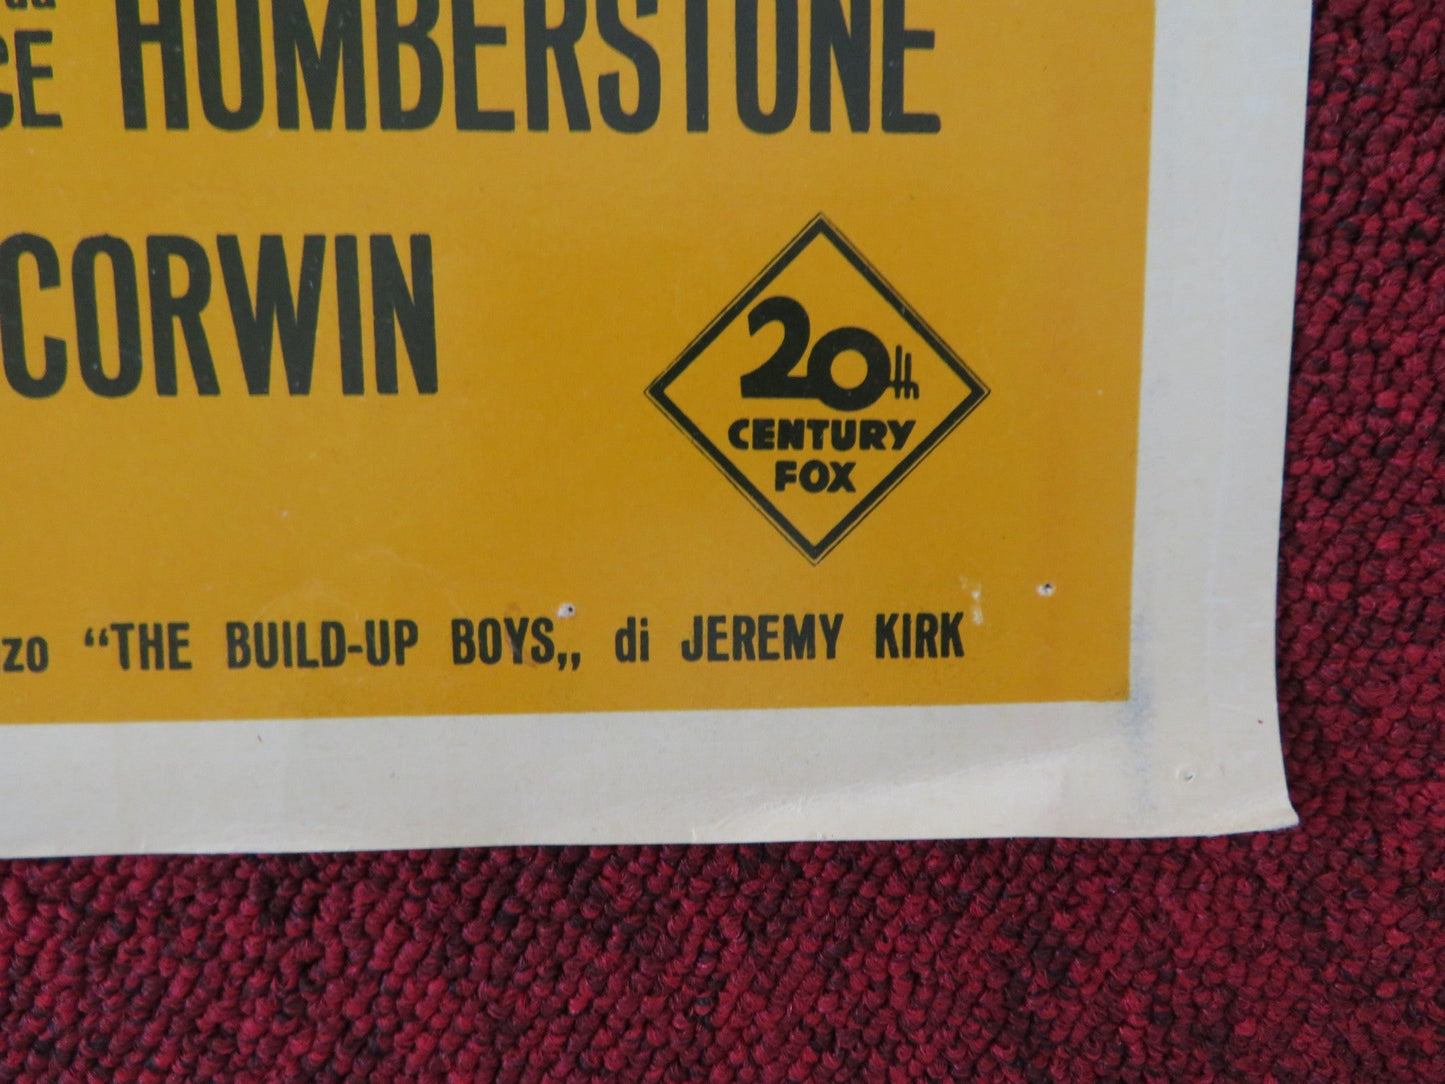 HUMBERSTONE
CORWIN
20th
CENTURY
FOX
“THE BUILD-UP BOYS„ di JEREMY KIRK